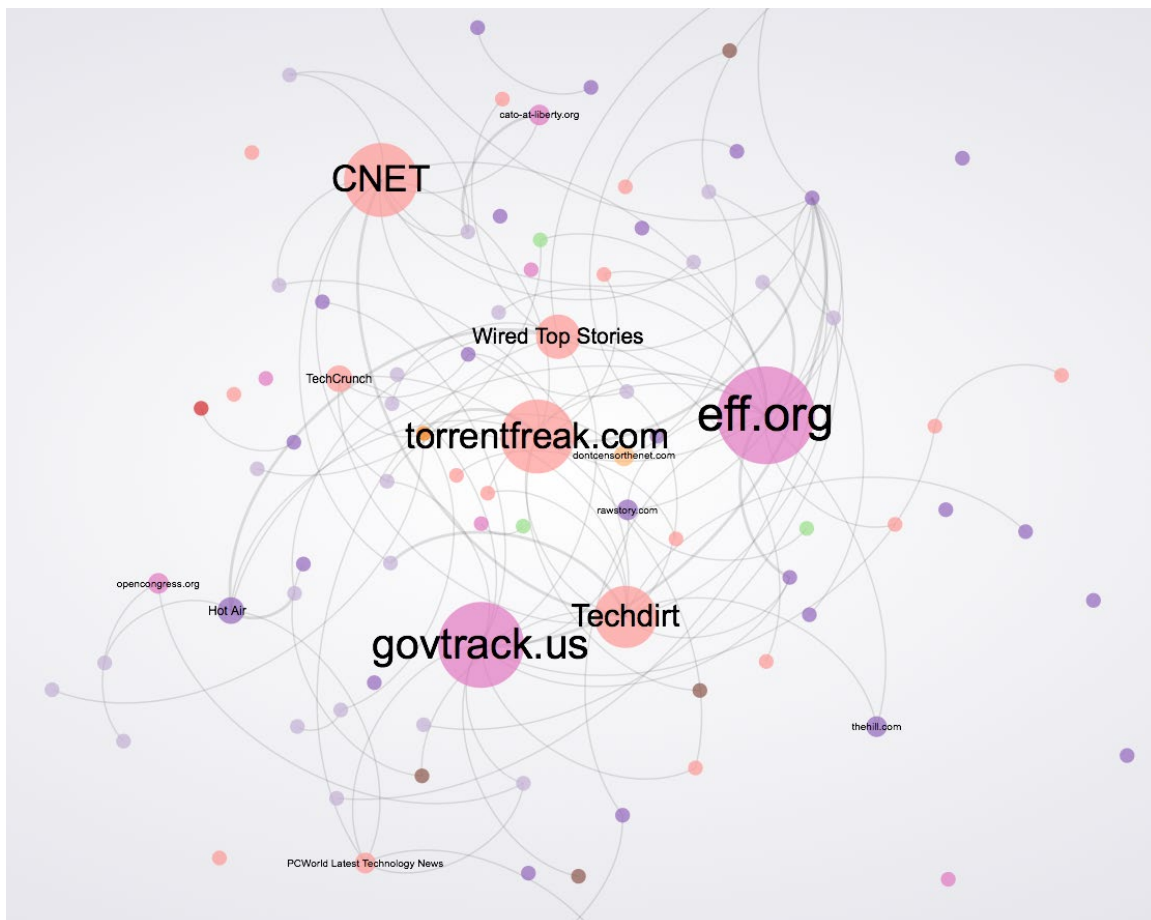 cato-at-liberty.org
CNET
Wired Top Stories
TechCrunch
eff.org
torrentfreak.com
dontcensorthenet.com
rawstory.com
opencongress.org
Hot Air
Techdirt
govtrack.us
thehill.com
PCWorld Latest Technology News